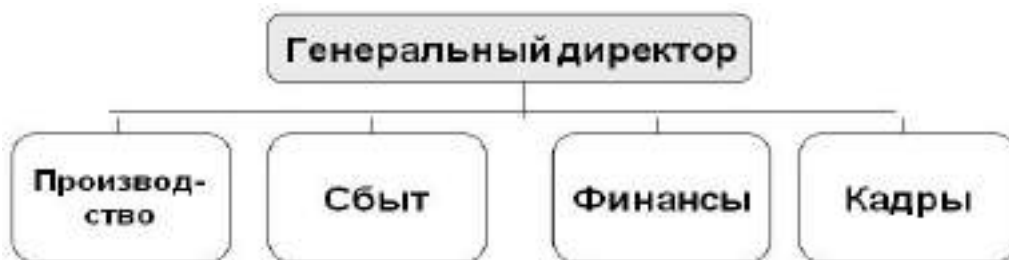 Генеральный директор
Производ-
ство
Сбыт
Финансы
Кадры